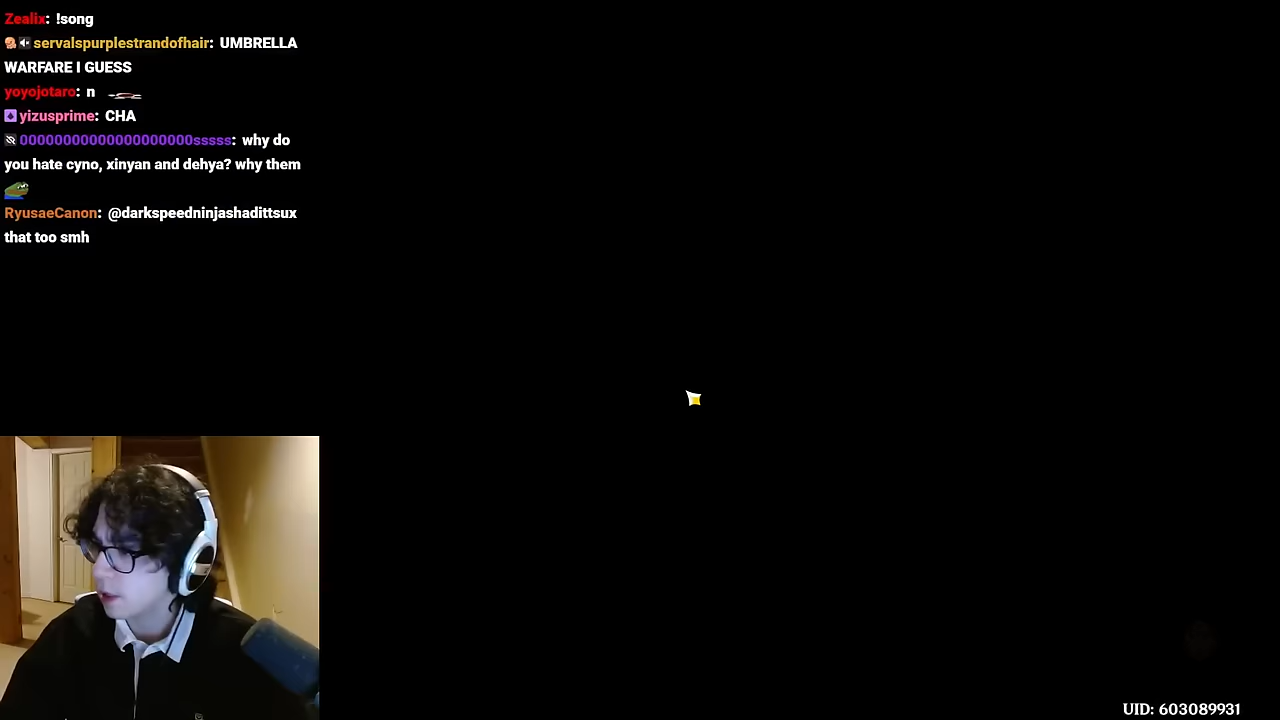 Zealix: !song
servalspurplestrandofhair: UMBRELLA
WARFARE I GUESS
yoyojotaro: n
yizusprime: CHA
00000000000000000000sssss: why do
you hate cyno, xinyan and dehya? why them
RyusaeCanon: @darkspeedninjashadittsux
that too smh
UID: 603089931